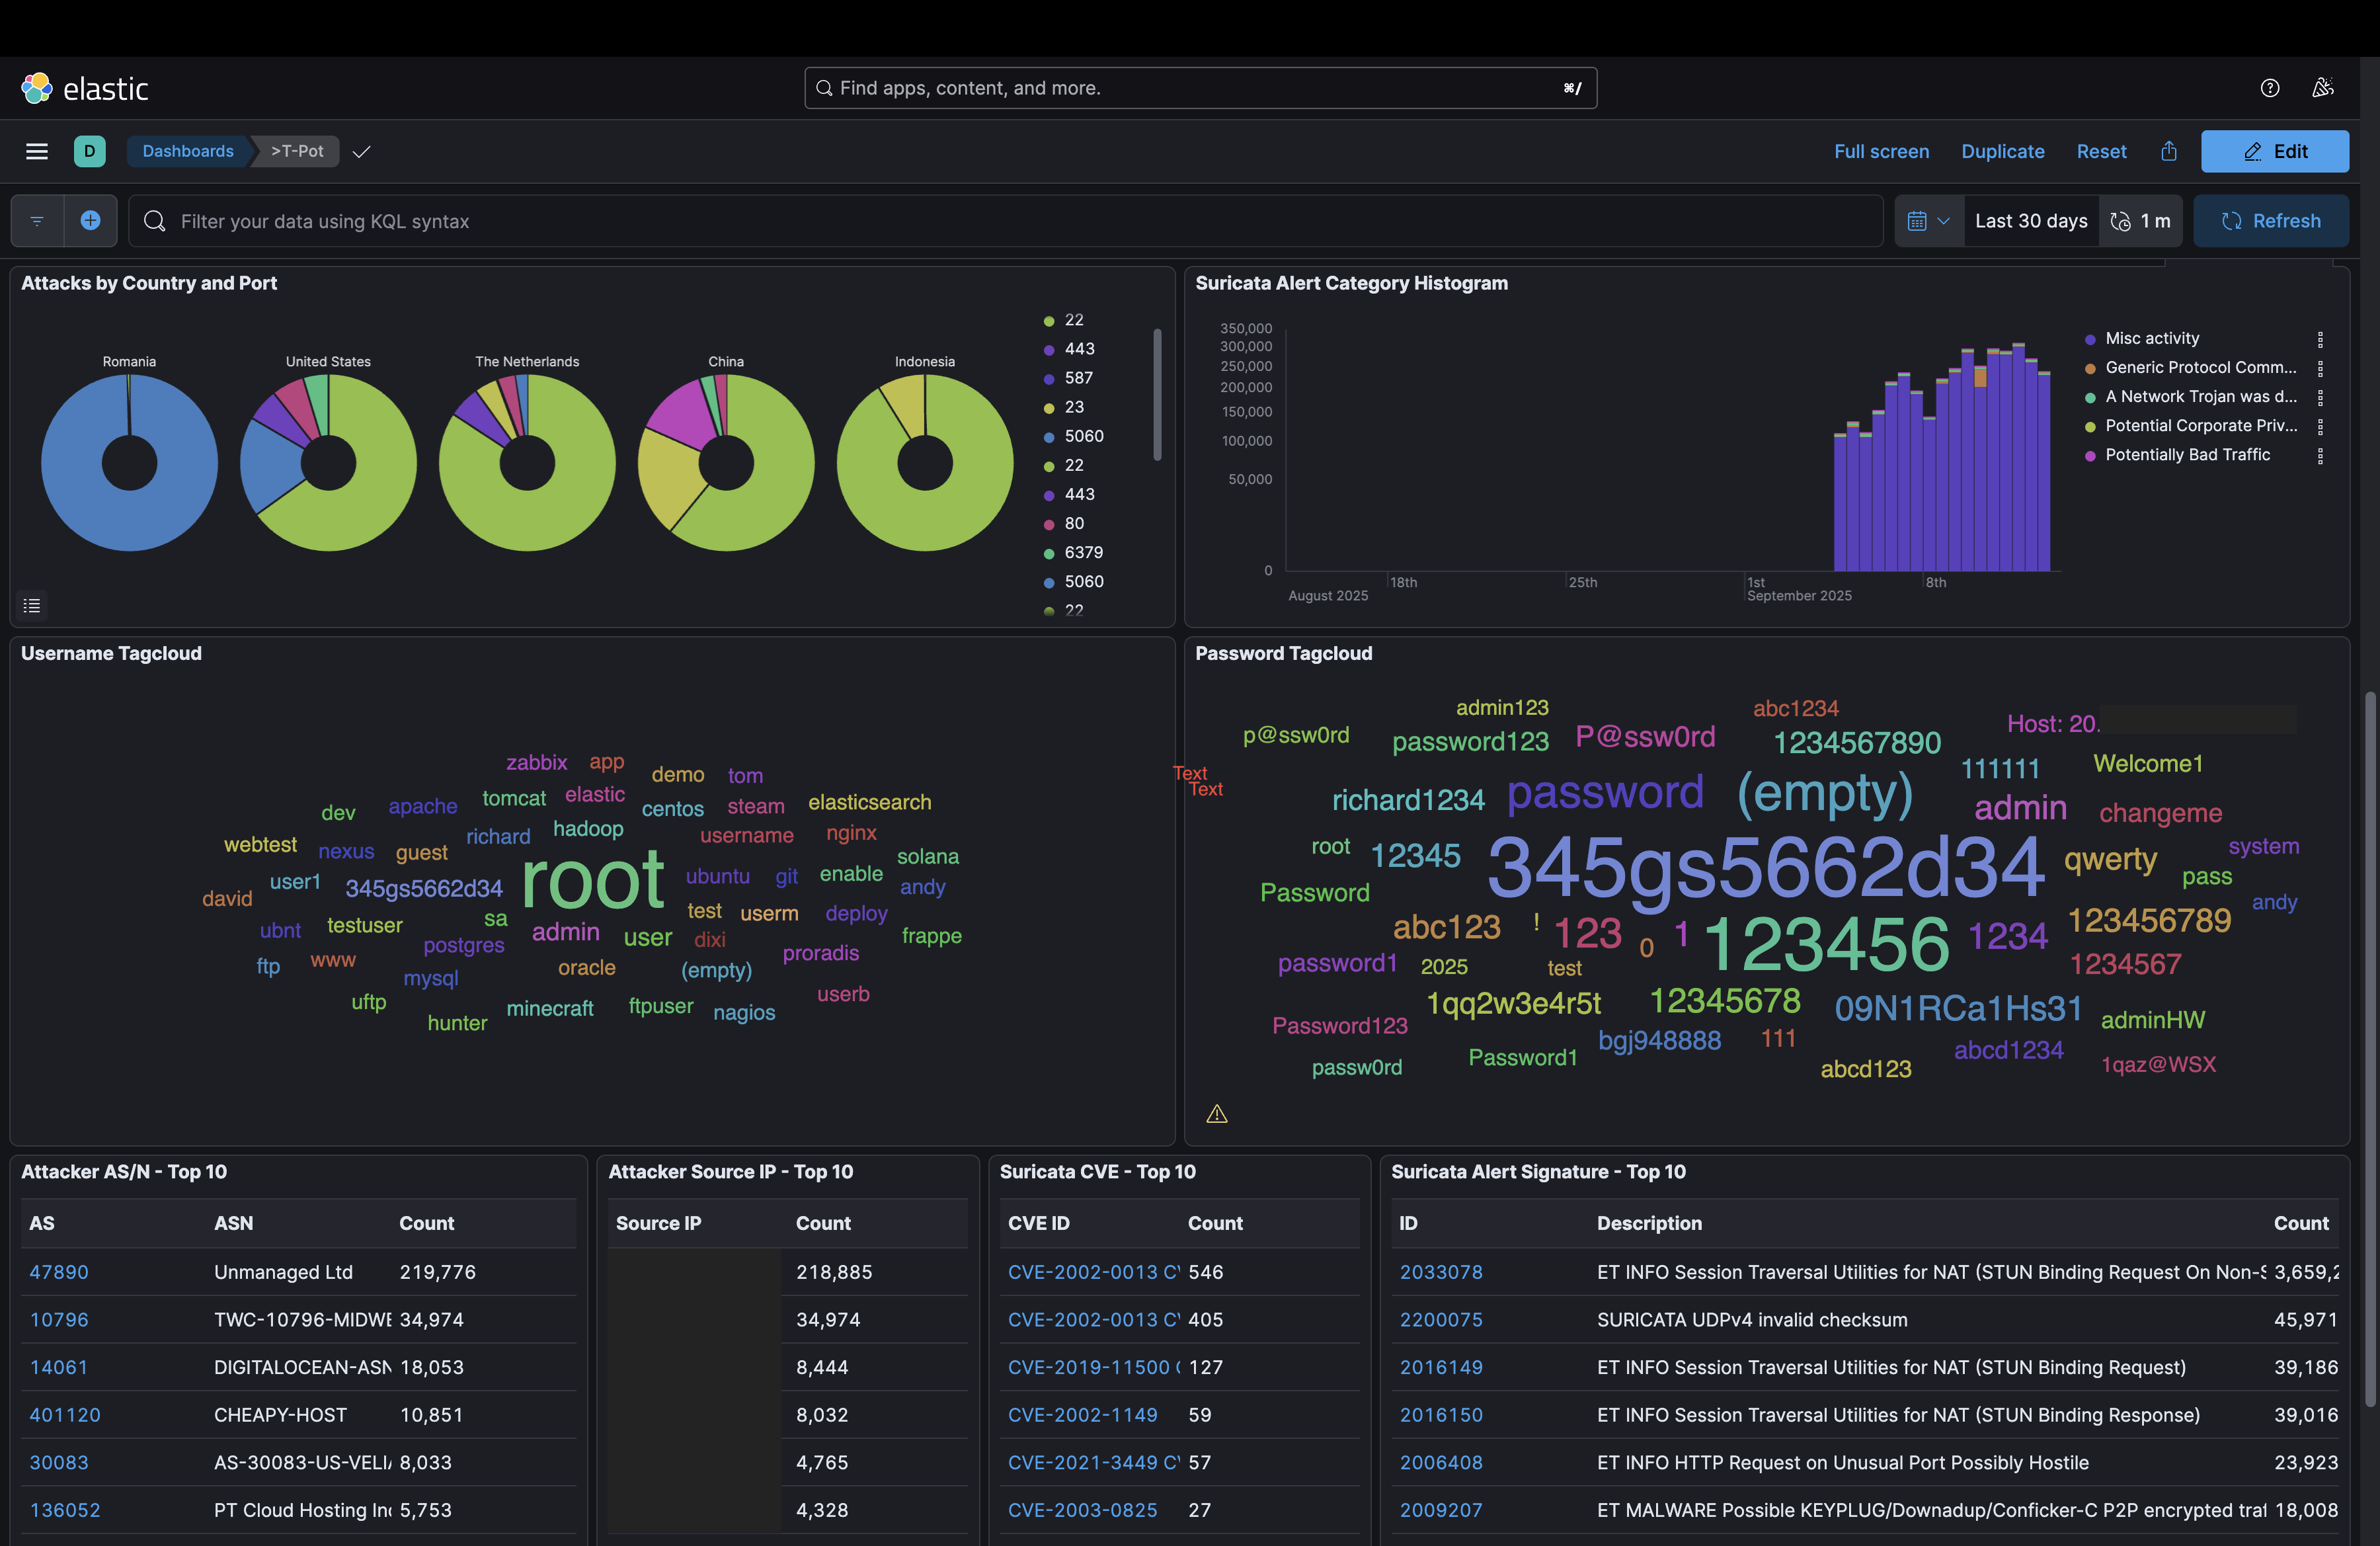 elastic
Find apps, content, and more.
⌘/
D
Dashboards
>T-Pot
Full screen
Duplicate
Reset
Edit
Filter your data using KQL syntax
Last 30 days
1 m
Refresh
Attacks by Country and Port
Romania
United States
The Netherlands
China
Indonesia
22
443
587
23
5060
22
443
80
6379
5060
22
Suricata Alert Category Histogram
350,000
300,000
250,000
200,000
150,000
100,000
50,000
0
18th
25th
1st
8th
August 2025
September 2025
Misc activity
Generic Protocol Comm...
A Network Trojan was d...
Potential Corporate Priv...
Potentially Bad Traffic
Username Tagcloud
zabbix app
demo tom
dev apache tomcat elastic centos steam elasticsearch
webtest nexus guest richard hadoop username nginx
solana
david user1 345gs5662d34 root ubuntu git enable andy
ubnt testuser sa test userm deploy
postgres admin user dixi frappe
ftp www mysql oracle (empty) proradis
uftp hunter minecraft ftpuser nagios userb
Password Tagcloud
admin123 abc1234 Host: 20.
p@ssw0rd password123 P@ssw0rd 1234567890
Text
Text
111111 Welcome1
richard1234 password (empty) admin changeme
root 12345 345gs5662d34 qwerty system
Password pass andy
abc123 ! 123 0 1 123456 1234 123456789
password1 2025 test 1234567
1qq2w3e4r5t 12345678 09N1RCa1Hs31 adminHW
Password123 bgj948888 111 abcd1234
passw0rd Password1 abcd123 1qaz@WSX
Attacker AS/N - Top 10
AS ASN Count
47890 Unmanaged Ltd 219,776
10796 TWC-10796-MIDWE 34,974
14061 DIGITALOCEAN-ASN 18,053
401120 CHEAPY-HOST 10,851
30083 AS-30083-US-VELI 8,033
136052 PT Cloud Hosting In 5,753
Attacker Source IP - Top 10
Source IP Count
218,885
34,974
8,444
8,032
4,765
4,328
Suricata CVE - Top 10
CVE ID Count
CVE-2002-0013 C 546
CVE-2002-0013 C 405
CVE-2019-11500 127
CVE-2002-1149 59
CVE-2021-3449 C 57
CVE-2003-0825 27
Suricata Alert Signature - Top 10
ID Description Count
2033078 ET INFO Session Traversal Utilities for NAT (STUN Binding Request On Non- 3,659,2
2200075 SURICATA UDPv4 invalid checksum 45,971
2016149 ET INFO Session Traversal Utilities for NAT (STUN Binding Request) 39,186
2016150 ET INFO Session Traversal Utilities for NAT (STUN Binding Response) 39,016
2006408 ET INFO HTTP Request on Unusual Port Possibly Hostile 23,923
2009207 ET MALWARE Possible KEYPLUG/Downadup/Conficker-C P2P encrypted traf 18,008